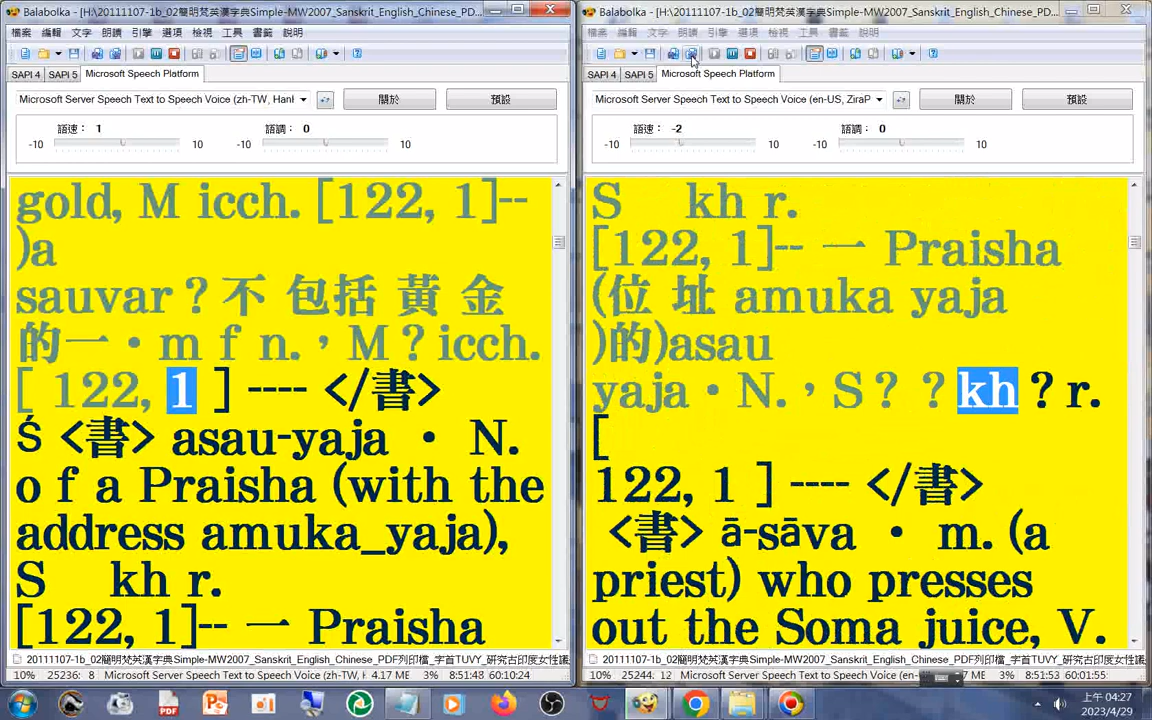 Balabolka - [H:\20111107-1b_02簡明梵英漢字典Simple-MW2007_Sanskrit_English_Chinese_PD...
檔案 編輯 文字 朗讀 引擎 選項 檢視 工具 書籤 說明
SAPI 4 SAPI 5 Microsoft Speech Platform
Microsoft Server Speech Text to Speech Voice (zh-TW, Hanl 關於 預設
語速： 1 語調： 0
-10 10 -10 10
gold, M icch. [122, 1]--
)a
sauvar？不 包括 黃 金
的一・m f n.，M？icch.
[ 122, 1 ] ---- </書>
Ś <書> asau-yaja ・ N.
o f a Praisha (with the
address amuka_yaja),
S kh r.
[122, 1]-- 一 Praisha
20111107-1b_02簡明梵英漢字典Simple-MW2007_Sanskrit_English_Chinese_PDF列印檔_字首TUVY_研究古印度女性議
10% 25236: 8 Microsoft Server Speech Text to Speech Voice (zh-TW, H 4.17 MB 3% 8:51:48 60:10:24
Balabolka - [H:\20111107-1b_02簡明梵英漢字典Simple-MW2007_Sanskrit_English_Chinese_PD...
檔案 編輯 文字 朗讀 引擎 選項 檢視 工具 書籤 說明
SAPI 4 SAPI 5 Microsoft Speech Platform
Microsoft Server Speech Text to Speech Voice (en-US, ZiraP 關於 預設
語速： -2 語調： 0
-10 10 -10 10
S kh r.
[122, 1]-- 一 Praisha
(位 址 amuka yaja
)的)asau
yaja・N.，S？？kh？r.
[
122, 1 ] ---- </書>
<書> ā-sāva ・ m. (a
priest) who presses
out the Soma juice, V.
20111107-1b_02簡明梵英漢字典Simple-MW2007_Sanskrit_English_Chinese_PDF列印檔_字首TUVY_研究古印度女性議
10% 25244: 12 Microsoft Server Speech Text to Speech Voice (en-US, 4.17 MB 3% 8:51:53 60:01:55
PDF
上午 04:27
2023/4/29